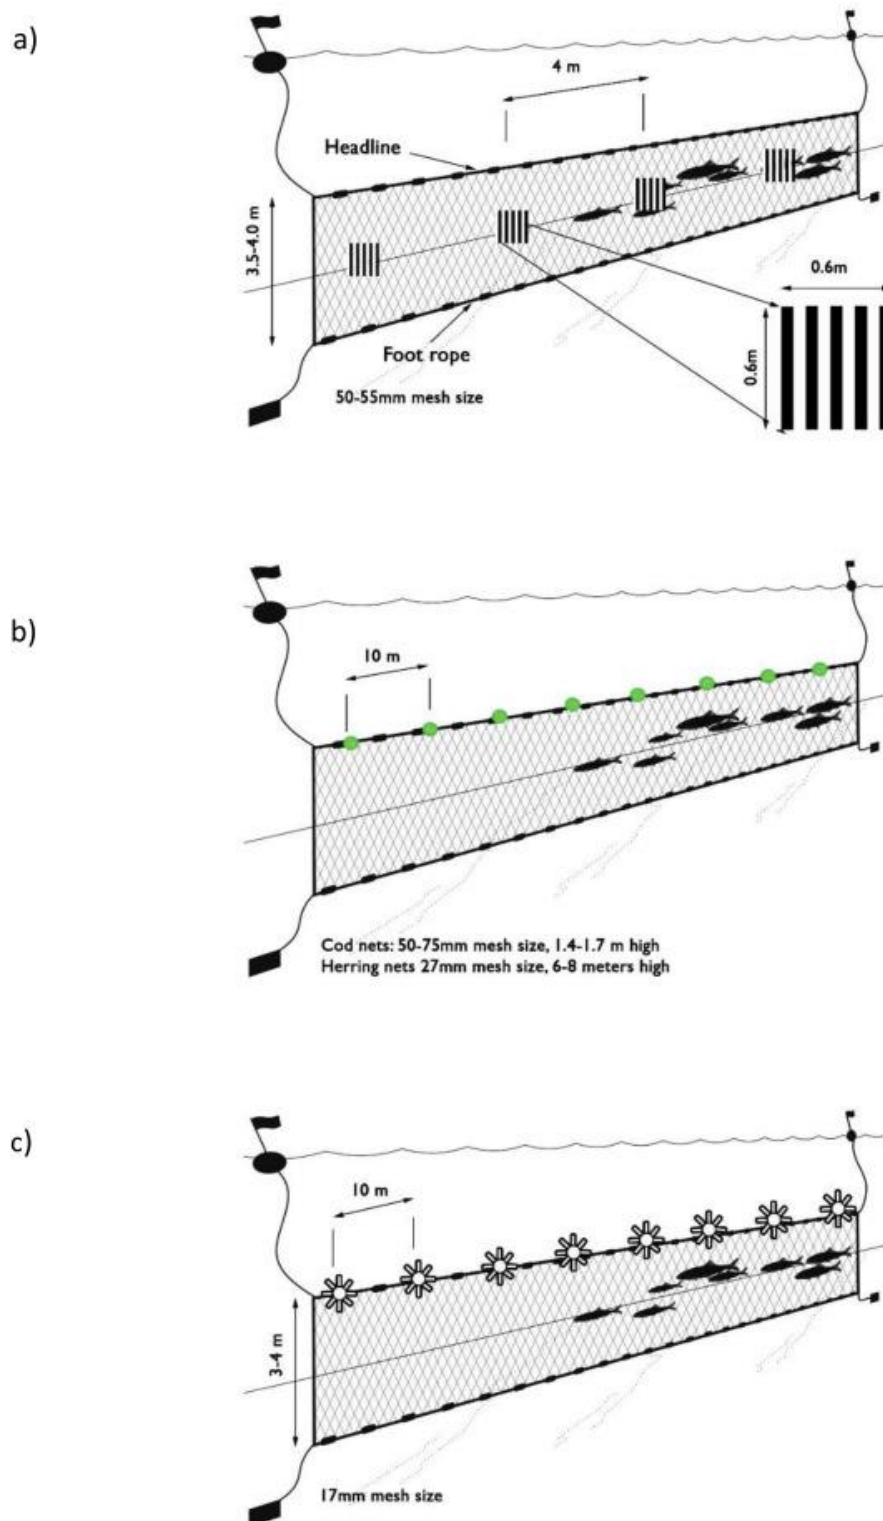 a)
4 m
Headline
3.5-4.0 m
0.6m
0.6m
Foot rope
50-55mm mesh size
b)
10 m
Cod nets: 50-75mm mesh size, 1.4-1.7 m high
Herring nets 27mm mesh size, 6-8 meters high
c)
10 m
3-4 m
17mm mesh size